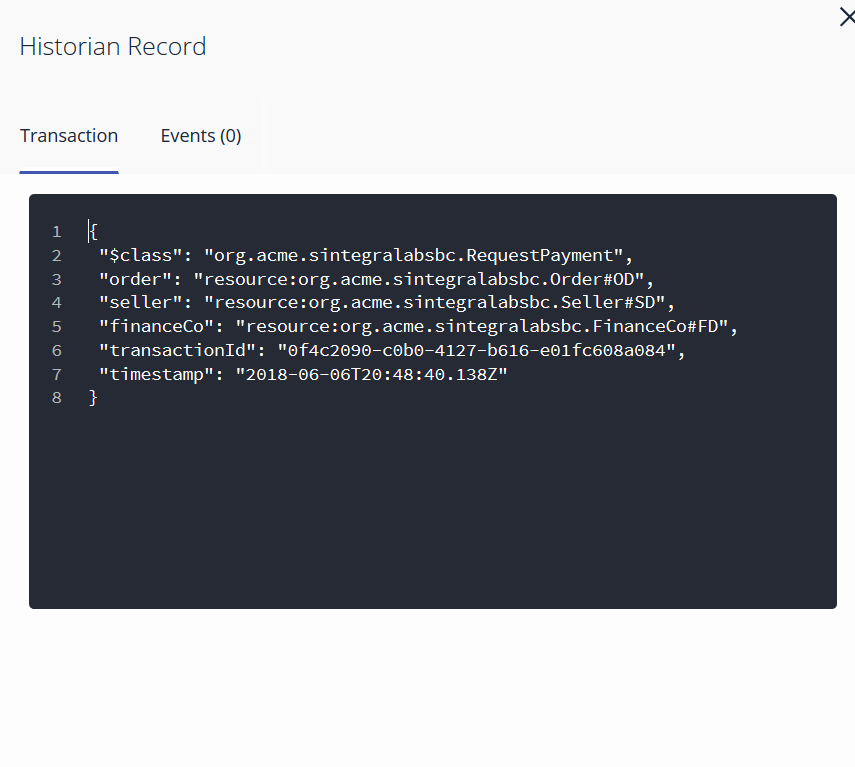 Historian Record
Transaction Events (0)
1 {
2 "$class": "org.acme.sintegralabsbc.RequestPayment",
3 "order": "resource:org.acme.sintegralabsbc.Order#OD",
4 "seller": "resource:org.acme.sintegralabsbc.Seller#SD",
5 "financeCo": "resource:org.acme.sintegralabsbc.FinanceCo#FD",
6 "transactionId": "0f4c2090-c0b0-4127-b616-e01fc608a084",
7 "timestamp": "2018-06-06T20:48:40.138Z"
8 }